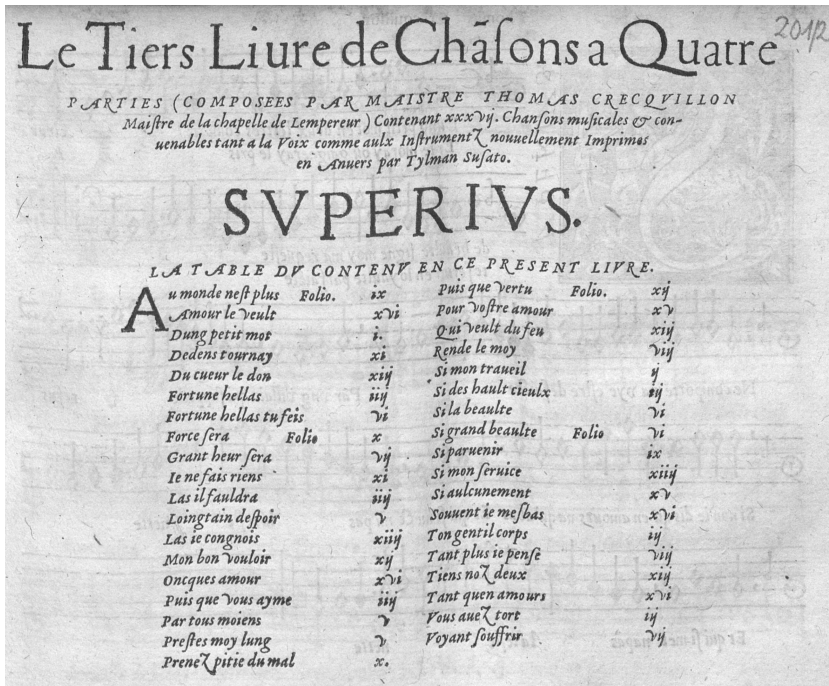 Le Tiers Liure de Chãſons a Quatre
201/2
PARTIES (COMPOSEES PAR MAISTRE THOMAS CRECQVILLON
Maiſtre de la chapelle de Lempereur) Contenant xxxvij. Chanſons muſicales & con-
uenables tant a la Voix comme aulx Inſtrumentz nouuellement Imprimes
en Anuers par Tylman Suſato.
SVPERIVS.
LA TABLE DV CONTENV EN CE PRESENT LIVRE.
Au monde neſt plus Folio. ix
Amour le veult xvi
Dung petit mot i.
Dedens tournay xi
Du cueur le don xiij
Fortune hellas iij
Fortune hellas tu feis vi
Force ſera Folio x
Grant heur ſera vij
Ie ne fais riens xi
Las il fauldra iij
Loingtain deſpoir v
Las ie congnois xiij
Mon bon vouloir xij
Oncques amour xvi
Puis que vous ayme iiij
Par tous moiens v
Preſtes moy lung v
Prenez pitie du mal x.
Puis que vertu Folio. xij
Pour voſtre amour xv
Qui veult du feu xiij
Rende le moy viij
Si mon traueil ij
Si des hault cieulx iij
Si la beaulte vi
Si grand beaulte Folio vi
Si paruenir ix
Si mon ſeruice xiiij
Si aulcunement xv
Souuent ie meſbas xvi
Ton gentil corps ij
Tant plus ie penſe viij
Tiens noz deux xiij
Tant quen amours xvi
Vous auez tort ij
Voyant ſouffrir vij